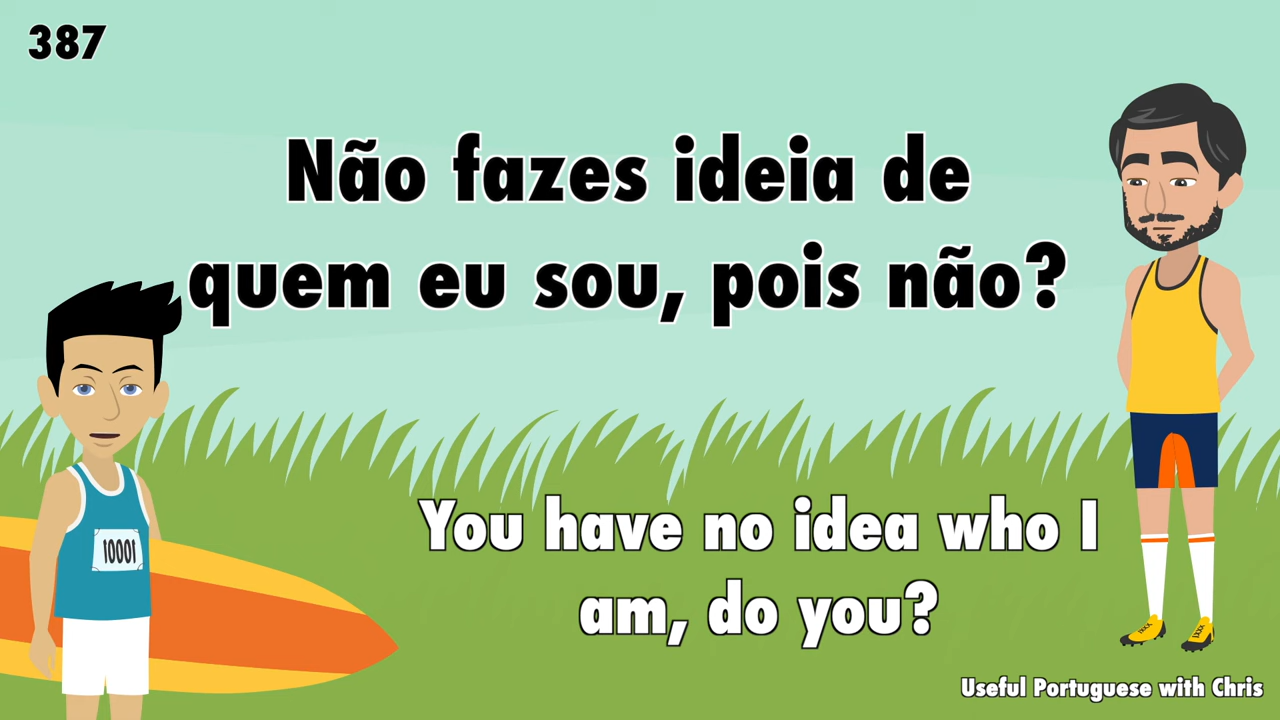 387
Não fazes ideia de
quem eu sou, pois não?
10001
You have no idea who I
am, do you?
Useful Portuguese with Chris